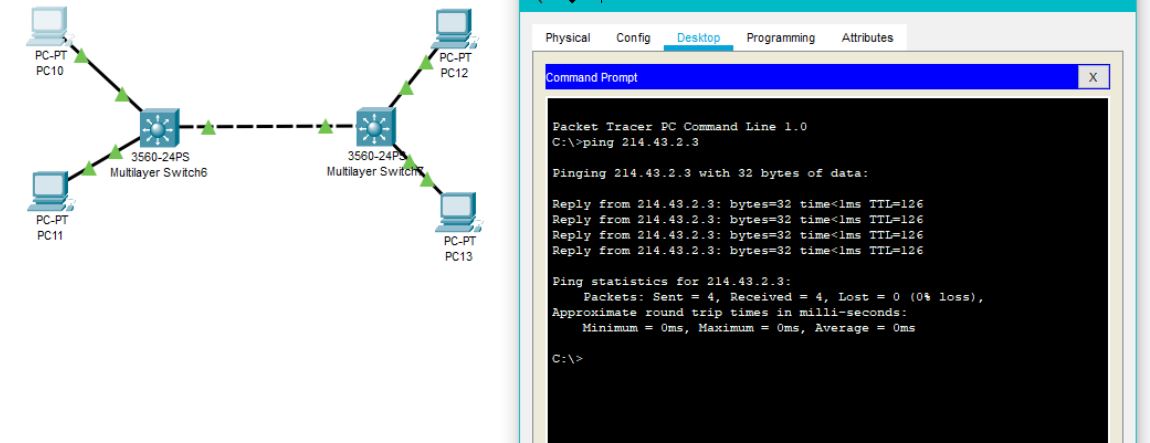 PC-PT
PC10
PC-PT
PC12
3560-24PS
Multilayer Switch6
3560-24PS
Multilayer Switch7
PC-PT
PC11
PC-PT
PC13
Physical Config Desktop Programming Attributes
Command Prompt X
Packet Tracer PC Command Line 1.0
C:\>ping 214.43.2.3
Pinging 214.43.2.3 with 32 bytes of data:
Reply from 214.43.2.3: bytes=32 time<1ms TTL=126
Reply from 214.43.2.3: bytes=32 time<1ms TTL=126
Reply from 214.43.2.3: bytes=32 time<1ms TTL=126
Reply from 214.43.2.3: bytes=32 time<1ms TTL=126
Ping statistics for 214.43.2.3:
Packets: Sent = 4, Received = 4, Lost = 0 (0% loss),
Approximate round trip times in milli-seconds:
Minimum = 0ms, Maximum = 0ms, Average = 0ms
C:\>